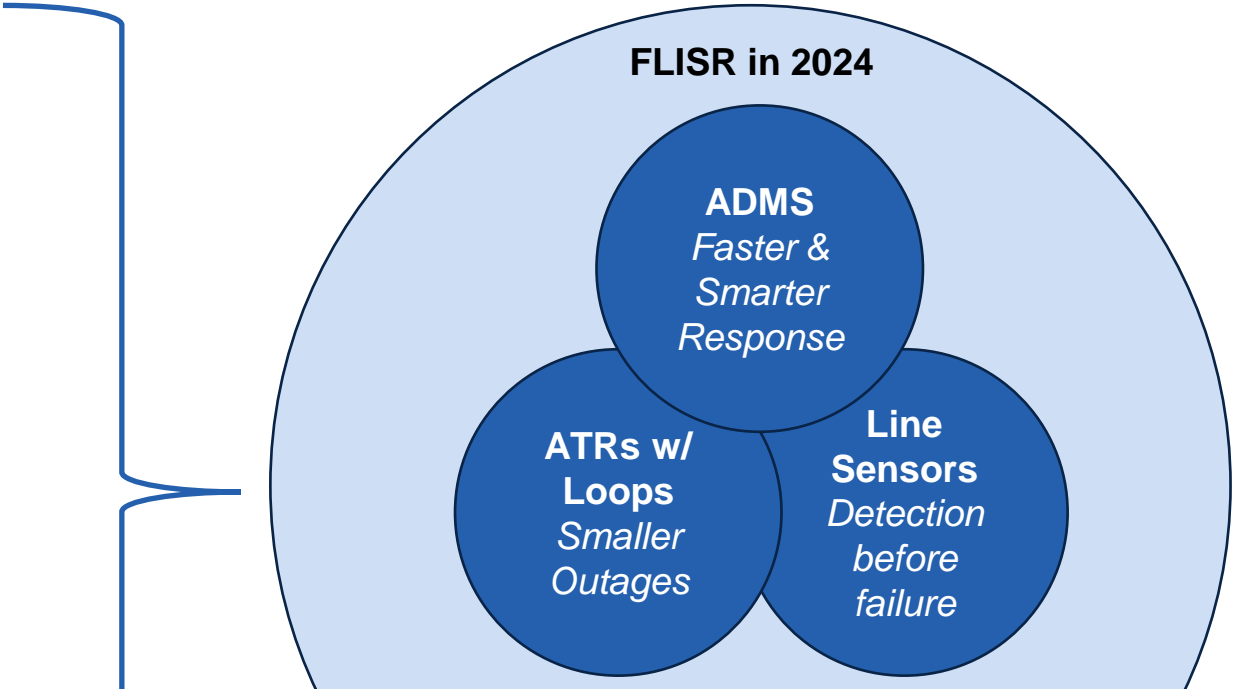 FLISR in 2024
ADMS
Faster &
Smarter
Response
ATRs w/
Loops
Smaller
Outages
Line
Sensors
Detection
before
failure